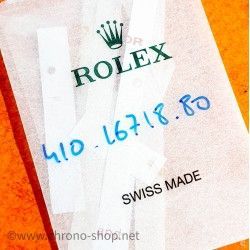 ROLEX
410.16718.80
SWISS MADE
© www.chrono-shop.net